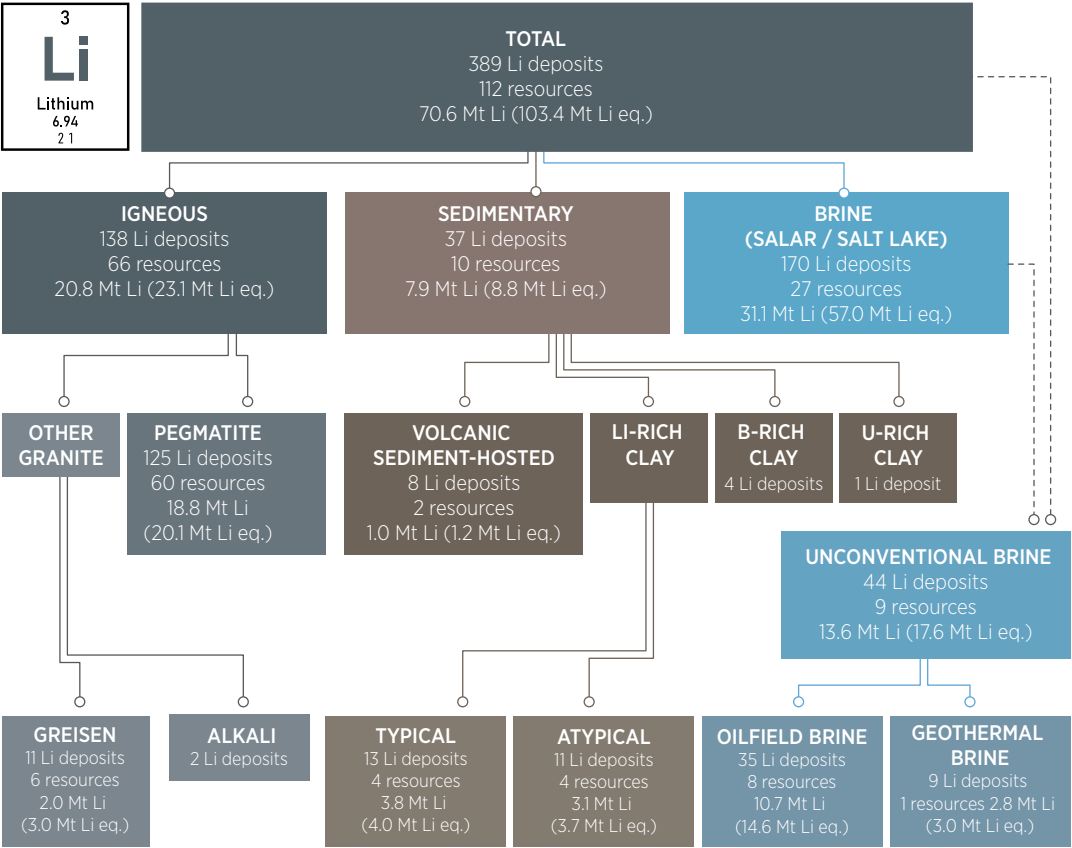 3
Li
Lithium
6.94
2 1
TOTAL
389 Li deposits
112 resources
70.6 Mt Li (103.4 Mt Li eq.)
IGNEOUS
138 Li deposits
66 resources
20.8 Mt Li (23.1 Mt Li eq.)
SEDIMENTARY
37 Li deposits
10 resources
7.9 Mt Li (8.8 Mt Li eq.)
BRINE
(SALAR / SALT LAKE)
170 Li deposits
27 resources
31.1 Mt Li (57.0 Mt Li eq.)
OTHER
GRANITE
PEGMATITE
125 Li deposits
60 resources
18.8 Mt Li
(20.1 Mt Li eq.)
VOLCANIC
SEDIMENT-HOSTED
8 Li deposits
2 resources
1.0 Mt Li (1.2 Mt Li eq.)
LI-RICH
CLAY
B-RICH
CLAY
4 Li deposits
U-RICH
CLAY
1 Li deposit
UNCONVENTIONAL BRINE
44 Li deposits
9 resources
13.6 Mt Li (17.6 Mt Li eq.)
GREISEN
11 Li deposits
6 resources
2.0 Mt Li
(3.0 Mt Li eq.)
ALKALI
2 Li deposits
TYPICAL
13 Li deposits
4 resources
3.8 Mt Li
(4.0 Mt Li eq.)
ATYPICAL
11 Li deposits
4 resources
3.1 Mt Li
(3.7 Mt Li eq.)
OILFIELD BRINE
35 Li deposits
8 resources
10.7 Mt Li
(14.6 Mt Li eq.)
GEOTHERMAL
BRINE
9 Li deposits
1 resources 2.8 Mt Li
(3.0 Mt Li eq.)